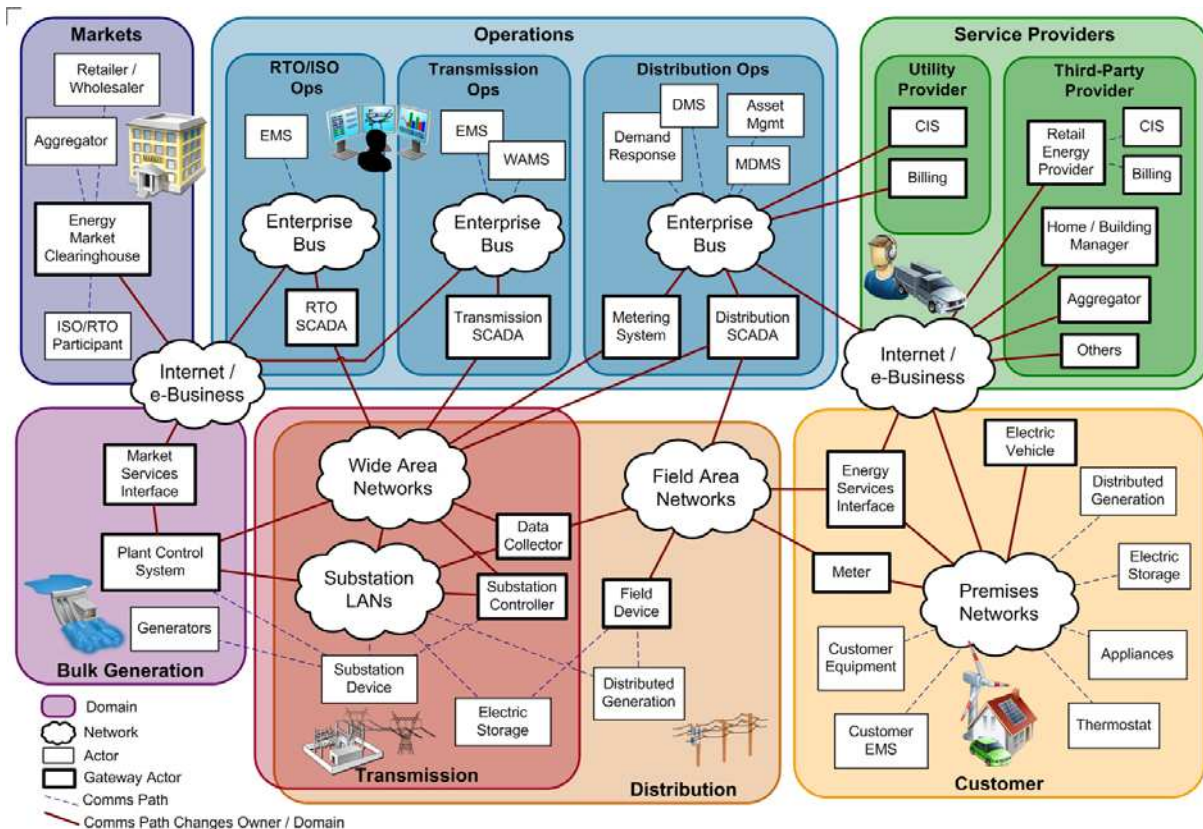 Markets
Retailer /
Wholesaler
Aggregator
MARKET
Energy
Market
Clearinghouse
ISO/RTO
Participant
Operations
RTO/ISO
Ops
EMS
Enterprise
Bus
RTO
SCADA
Transmission
Ops
EMS
WAMS
Enterprise
Bus
Transmission
SCADA
Distribution Ops
DMS
Asset
Mgmt
Demand
Response
MDMS
Enterprise
Bus
Metering
System
Distribution
SCADA
Service Providers
Utility
Provider
CIS
Billing
Third-Party
Provider
Retail
Energy
Provider
CIS
Billing
Home / Building
Manager
Aggregator
Others
Internet /
e-Business
Internet /
e-Business
Market
Services
Interface
Plant Control
System
Generators
Bulk Generation
Wide Area
Networks
Substation
LANs
Data
Collector
Substation
Controller
Substation
Device
Electric
Storage
Transmission
Field Area
Networks
Field
Device
Distributed
Generation
Distribution
Energy
Services
Interface
Electric
Vehicle
Distributed
Generation
Meter
Premises
Networks
Electric
Storage
Customer
Equipment
Appliances
Customer
EMS
Thermostat
Customer
Domain
Network
Actor
Gateway Actor
Comms Path
Comms Path Changes Owner / Domain